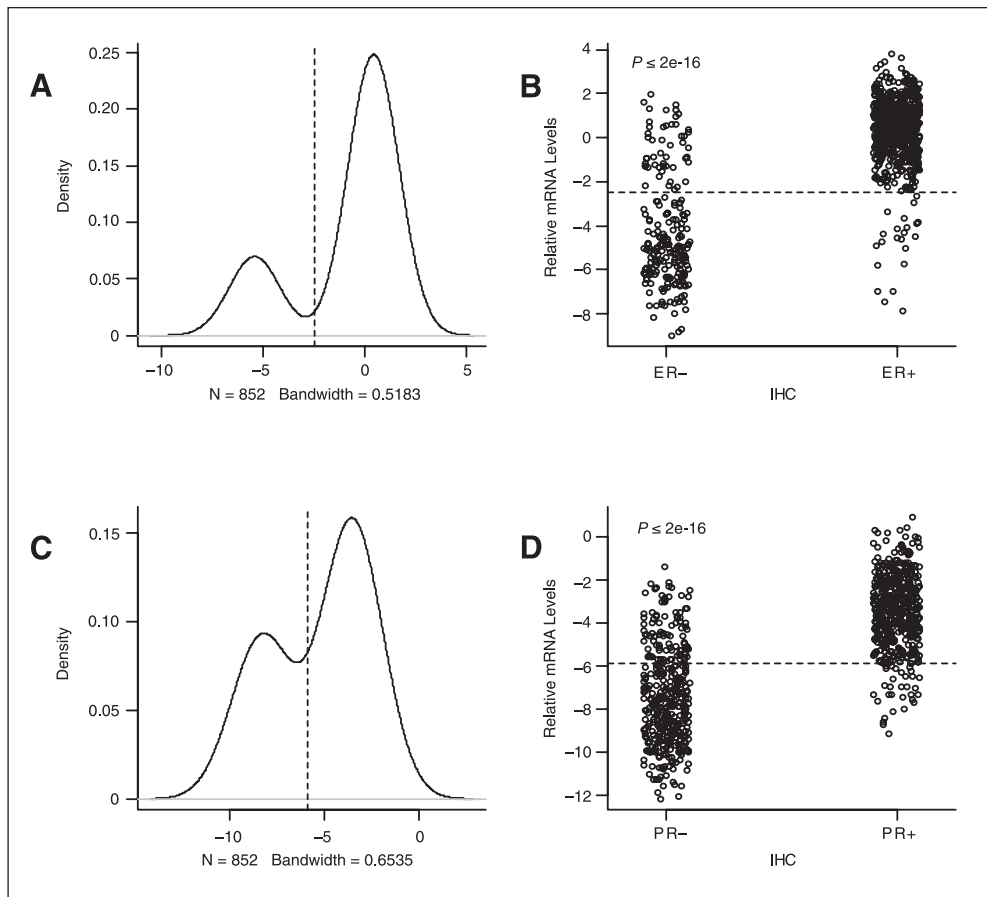 A
Density
0.25
0.20
0.15
0.10
0.05
0
−10
−5
0
5
N = 852 Bandwidth = 0.5183
B
Relative mRNA Levels
P ≤ 2e-16
4
2
0
−2
−4
−6
−8
ER−
ER+
IHC
C
Density
0.15
0.10
0.05
0
−10
−5
0
N = 852 Bandwidth = 0.6535
D
Relative mRNA Levels
P ≤ 2e-16
0
−2
−4
−6
−8
−10
−12
PR−
PR+
IHC